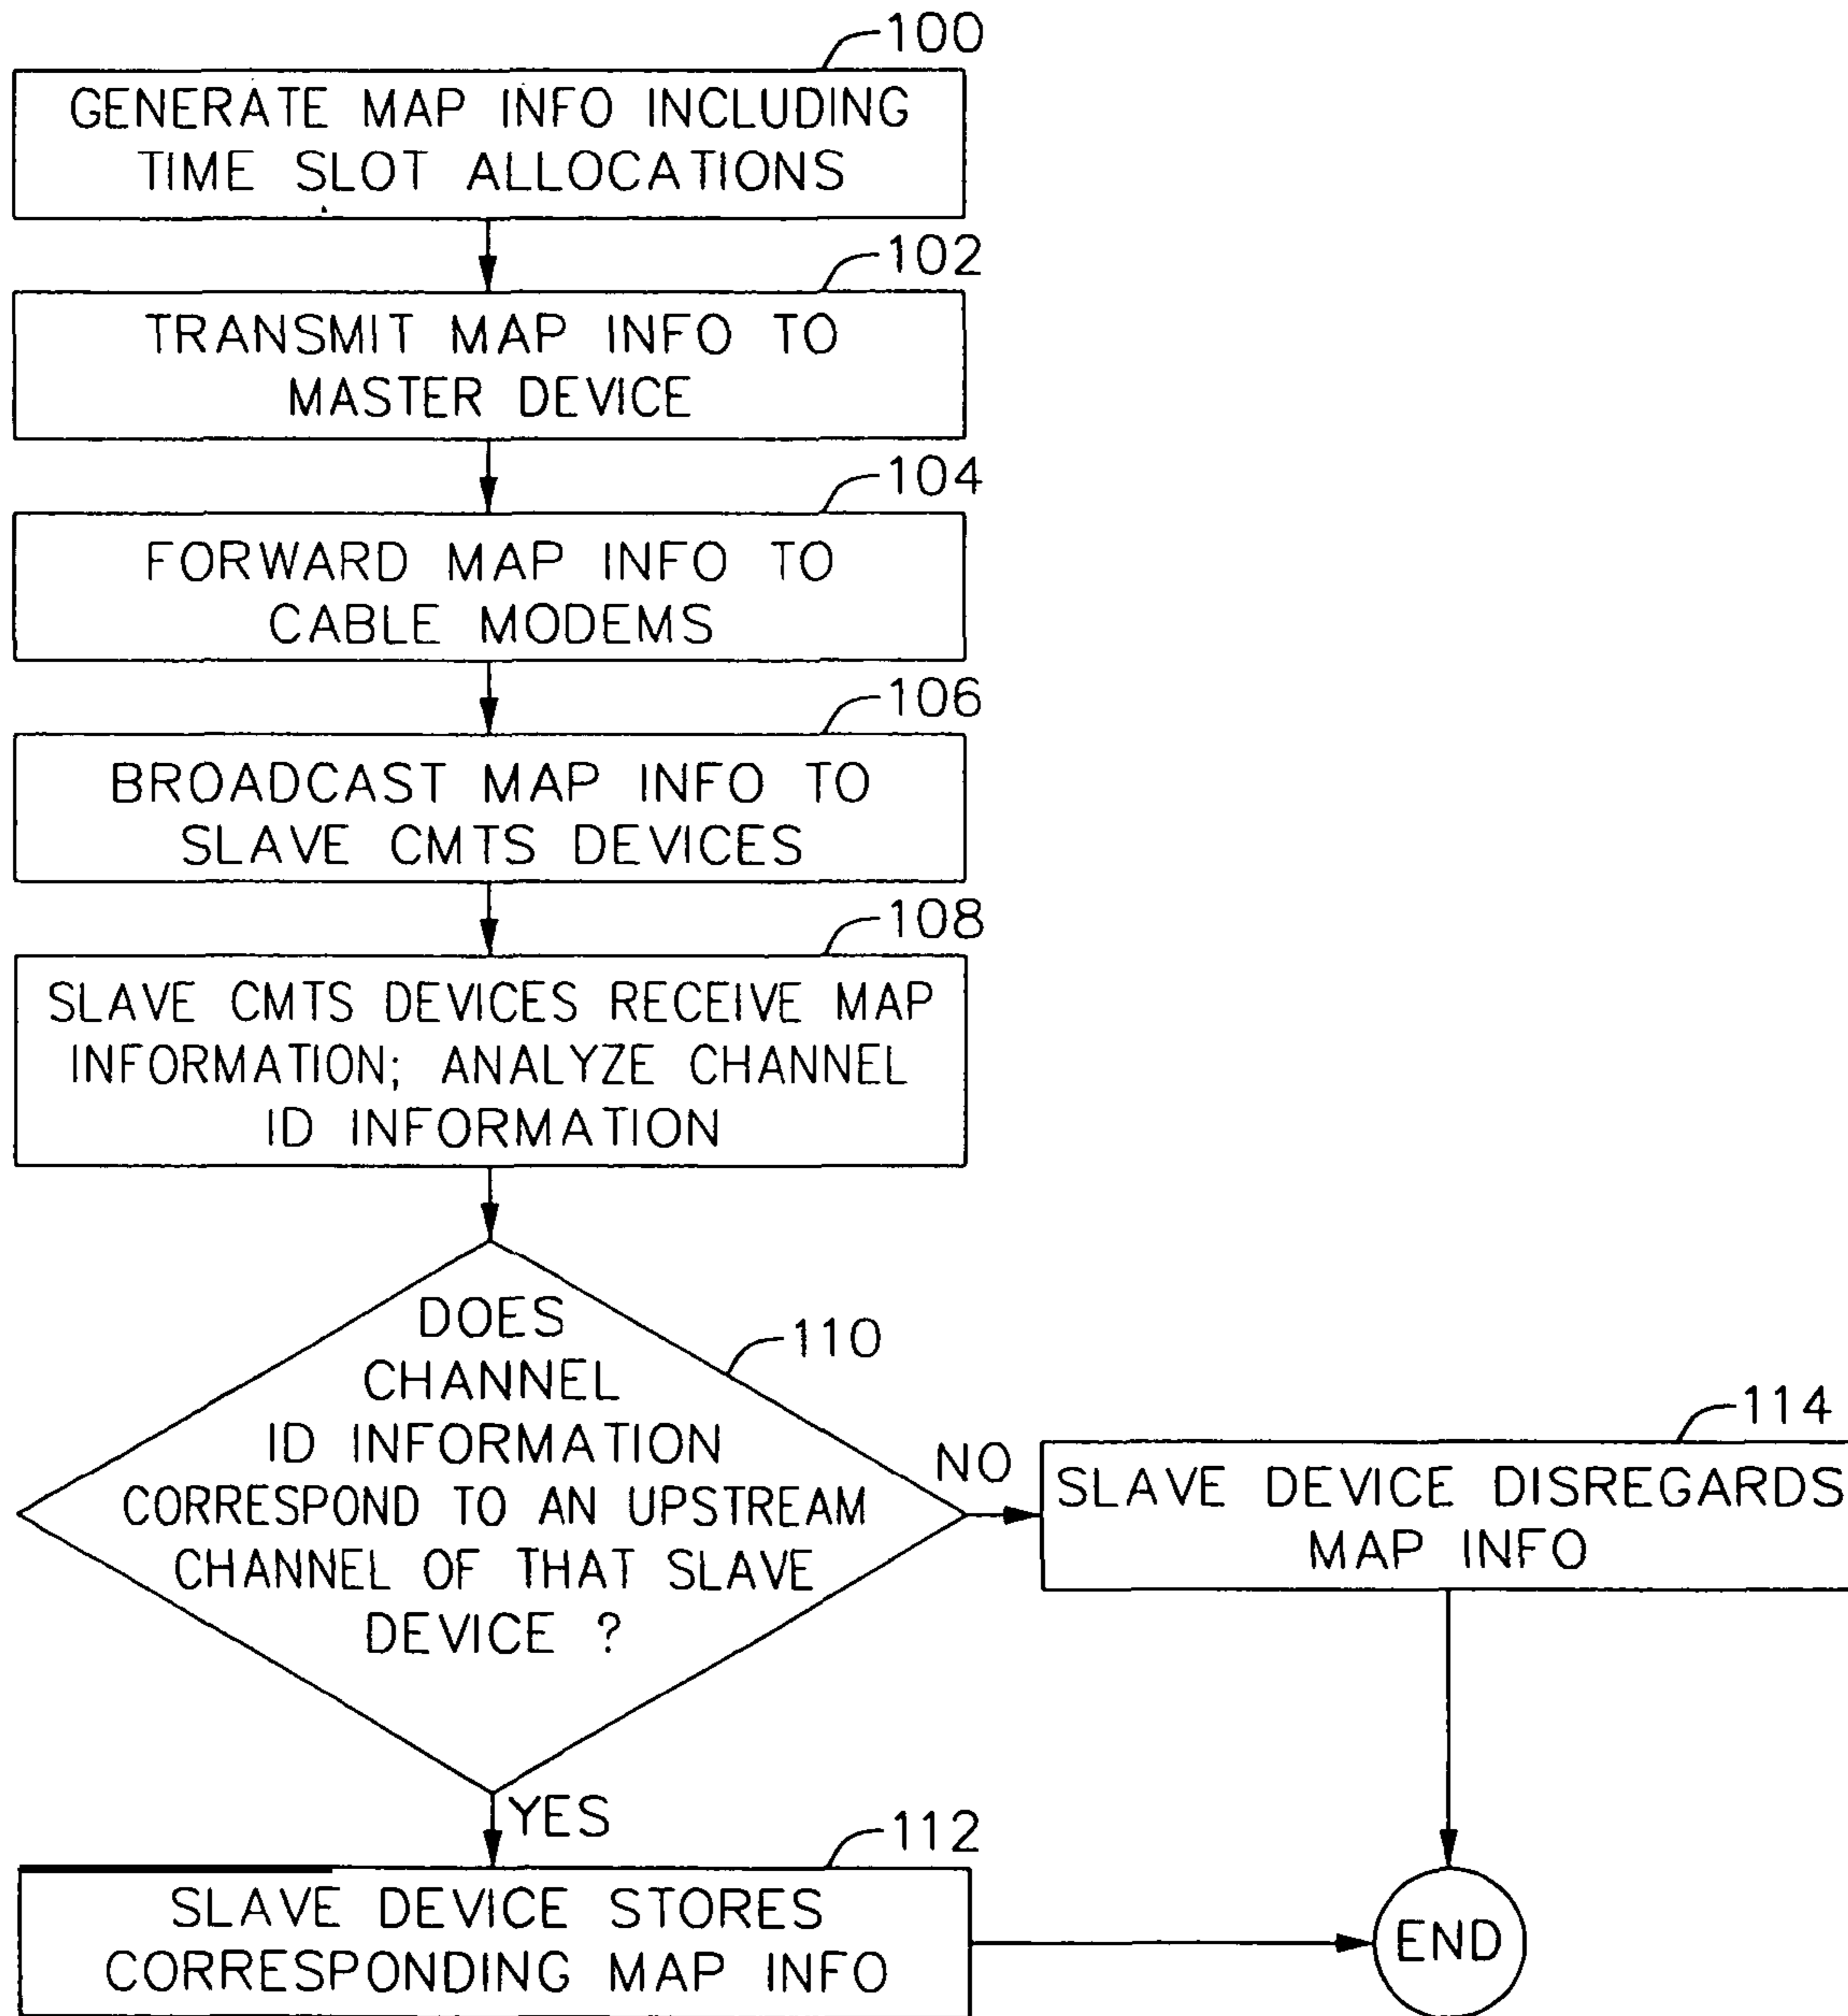 100
GENERATE MAP INFO INCLUDING
TIME SLOT ALLOCATIONS
102
TRANSMIT MAP INFO TO
MASTER DEVICE
104
FORWARD MAP INFO TO
CABLE MODEMS
106
BROADCAST MAP INFO TO
SLAVE CMTS DEVICES
108
SLAVE CMTS DEVICES RECEIVE MAP
INFORMATION; ANALYZE CHANNEL
ID INFORMATION
110
DOES
CHANNEL
ID INFORMATION
CORRESPOND TO AN UPSTREAM
CHANNEL OF THAT SLAVE
DEVICE ?
NO
114
SLAVE DEVICE DISREGARDS
MAP INFO
YES
112
SLAVE DEVICE STORES
CORRESPONDING MAP INFO
END